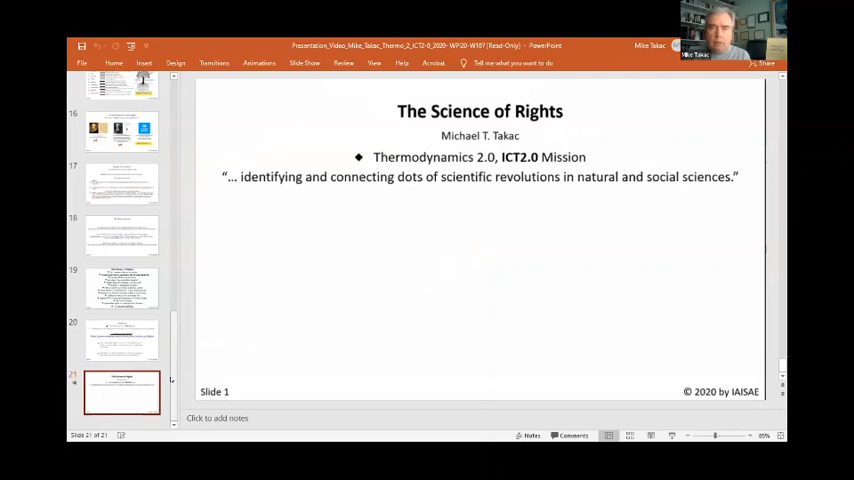 Presentation_Video_Mike_Takac_Thermo_2_ICT2-0_2020- WPI20-W107 [Read-Only] - PowerPoint
Mike Takac
Mike Takac
File Home Insert Design Transitions Animations Slide Show Review View Help Acrobat Tell me what you want to do Share
16
17
18
19
20
21
The Science of Rights
Michael T. Takac
◆ Thermodynamics 2.0, ICT2.0 Mission
“… identifying and connecting dots of scientific revolutions in natural and social sciences.”
Slide 1 © 2020 by IAISAE
Click to add notes
Slide 21 of 21 Notes Comments 85%